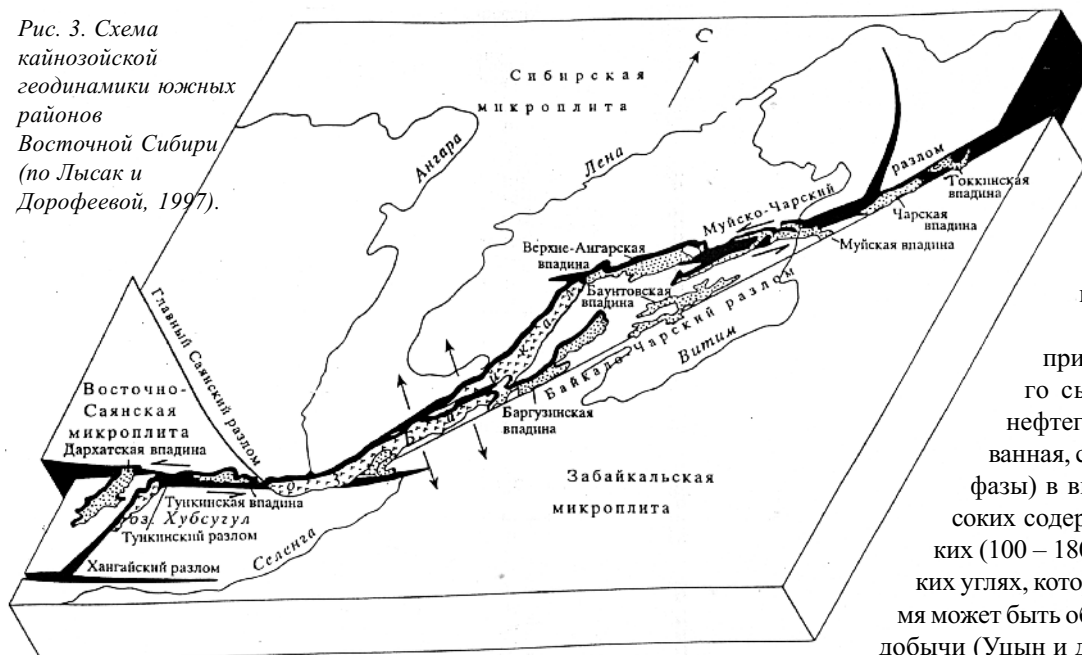 Рис. 3. Схема
кайнозойской
геодинамики южных
районов
Восточной Сибири
(по Лысак и
Дорофеевой, 1997).
С
Сибирская
микроплита
Ангара
Лена
Муйско-Чарский
разлом
Токкинская
впадина
Чарская
впадина
Муйская впадина
Верхне-Ангарская
впадина
Баунтовская
впадина
Байкало-Чарский разлом
Витим
Главный Саянский разлом
Восточно-
Саянская
микроплита
Дархатская впадина
Баргузинская
впадина
оз. Байкал
Забайкальская
микроплита
Тункинская впадина
оз. Хубсугул
Тункинский разлом
Хангайский разлом
Селенга
при
го сы
нефтег
ванная, с
фазы) в в
соких содер
ких (100 – 180
ких углях, кото
мя может быть об
добычи (Уцын и д